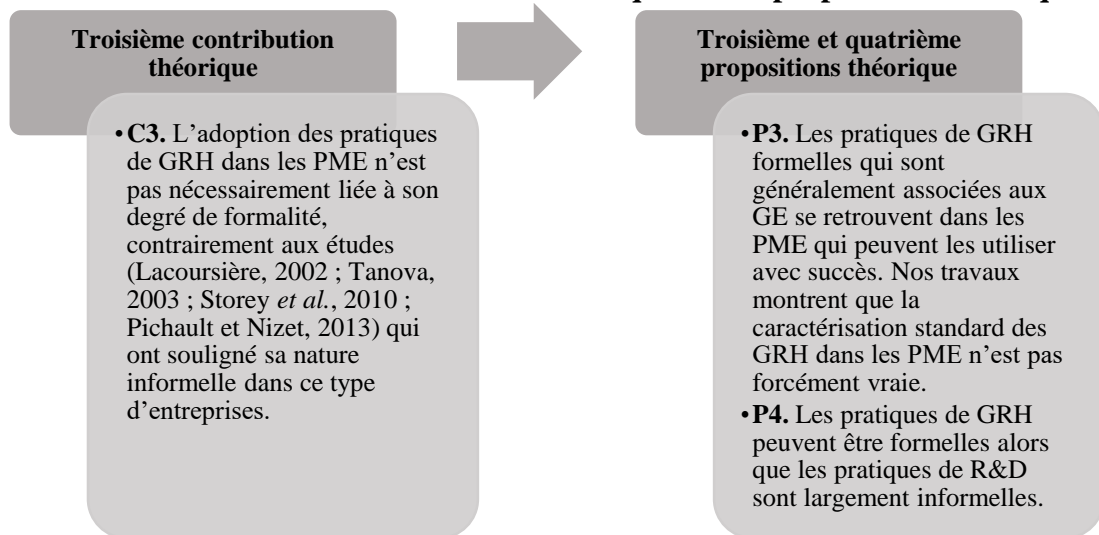 Troisième contribution
théorique
• C3. L’adoption des pratiques
de GRH dans les PME n’est
pas nécessairement liée à son
degré de formalité,
contrairement aux études
(Lacoursière, 2002 ; Tanova,
2003 ; Storey et al., 2010 ;
Pichault et Nizet, 2013) qui
ont souligné sa nature
informelle dans ce type
d’entreprises.
Troisième et quatrième
propositions théorique
• P3. Les pratiques de GRH
formelles qui sont
généralement associées aux
GE se retrouvent dans les
PME qui peuvent les utiliser
avec succès. Nos travaux
montrent que la
caractérisation standard des
GRH dans les PME n’est pas
forcément vraie.
• P4. Les pratiques de GRH
peuvent être formelles alors
que les pratiques de R&D
sont largement informelles.